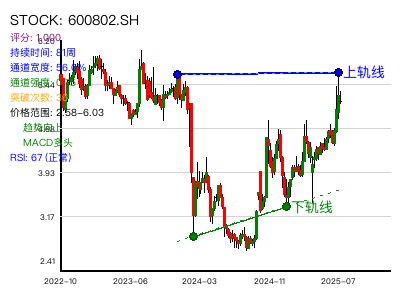 STOCK: 600802.SH
评分: 1.000
持续时间: 81周
通道宽度: 56.
通道强度:
突破次数:
价格范围: 2.58–6.03
趋势向上
MACD多头
RSI: 67 (正常)
上轨线
下轨线
3.93
3.17
2.41
2022–10
2023–06
2024–03
2024–11
2025–07